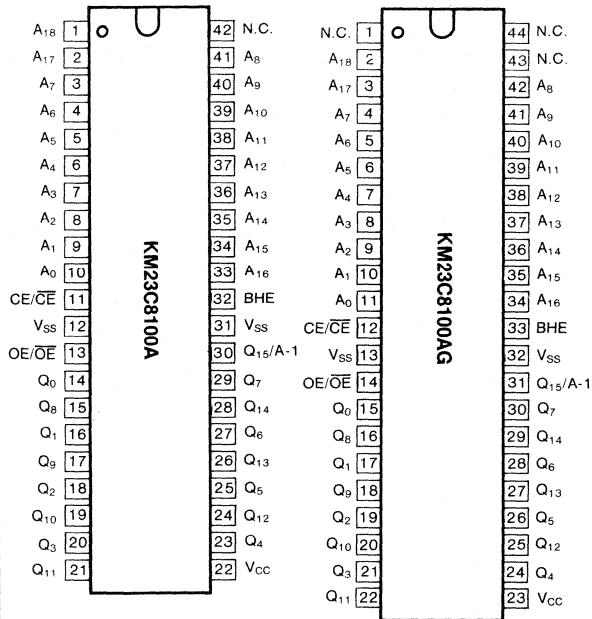 A18 1 42 N.C.
A17 2 41 A8
A7 3 40 A9
A6 4 39 A10
A5 5 38 A11
A4 6 37 A12
A3 7 36 A13
A2 8 35 A14
A1 9 34 A15
A0 10 33 A16
CE/C̅E̅ 11 32 BHE
VSS 12 31 VSS
OE/O̅E̅ 13 30 Q15/A-1
Q0 14 29 Q7
Q8 15 28 Q14
Q1 16 27 Q6
Q9 17 26 Q13
Q2 18 25 Q5
Q10 19 24 Q12
Q3 20 23 Q4
Q11 21 22 VCC
KM23C8100A
N.C. 1 44 N.C.
A18 2 43 N.C.
A17 3 42 A8
A7 4 41 A9
A6 5 40 A10
A5 6 39 A11
A4 7 38 A12
A3 8 37 A13
A2 9 36 A14
A1 10 35 A15
A0 11 34 A16
CE/C̅E̅ 12 33 BHE
VSS 13 32 VSS
OE/O̅E̅ 14 31 Q15/A-1
Q0 15 30 Q7
Q8 16 29 Q14
Q1 17 28 Q6
Q9 18 27 Q13
Q2 19 26 Q5
Q10 20 25 Q12
Q3 21 24 Q4
Q11 22 23 VCC
KM23C8100AG